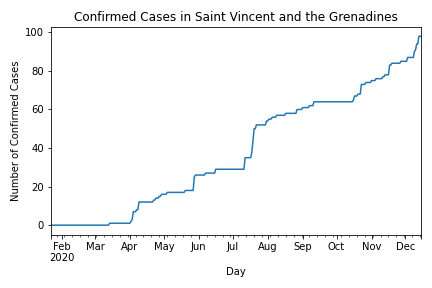 Confirmed Cases in Saint Vincent and the Grenadines
Number of Confirmed Cases
100
80
60
40
20
0
Feb Mar Apr May Jun Jul Aug Sep Oct Nov Dec
2020
Day